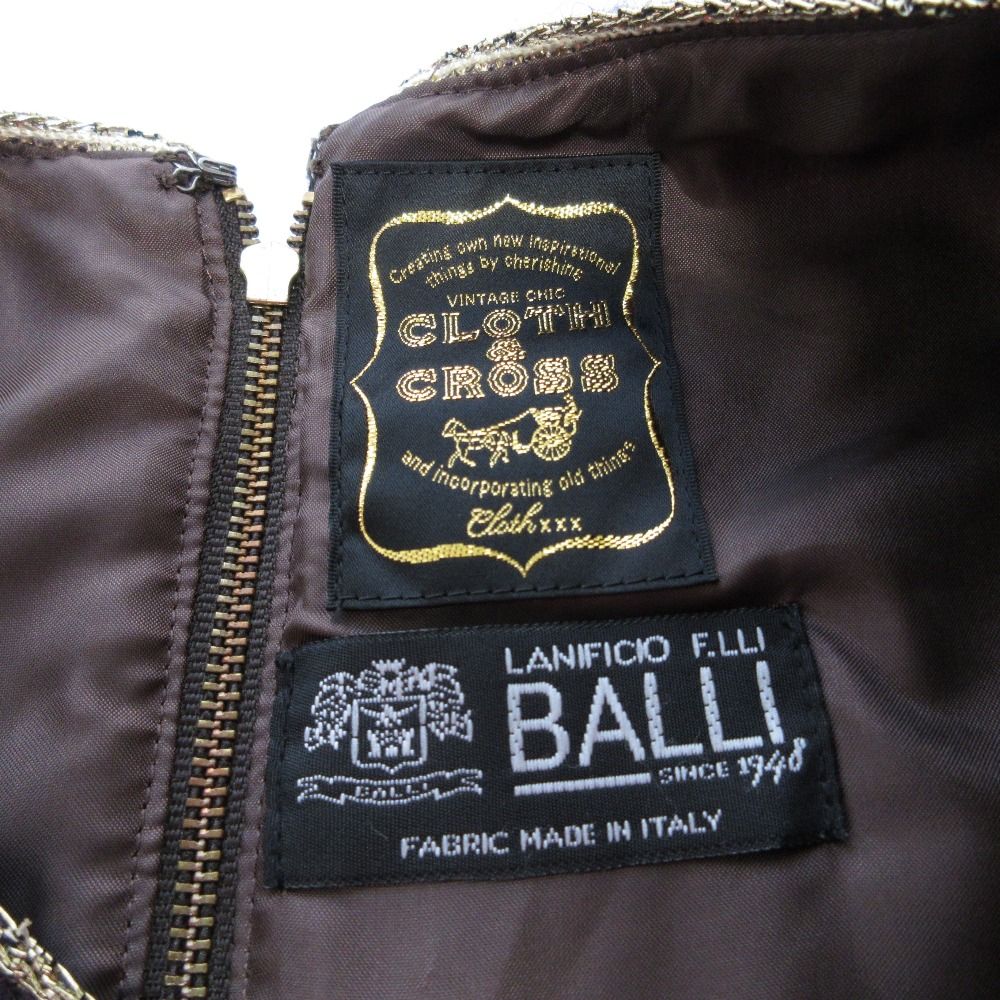 Creating own new inspirational
things by cherishing
VINTAGE CHIC
CLOTH
&
CROSS
and incorporating old things
Cloth xxx
LANIFICIO F.LLI
BALLI
SINCE 1948
BALLI
FABRIC MADE IN ITALY